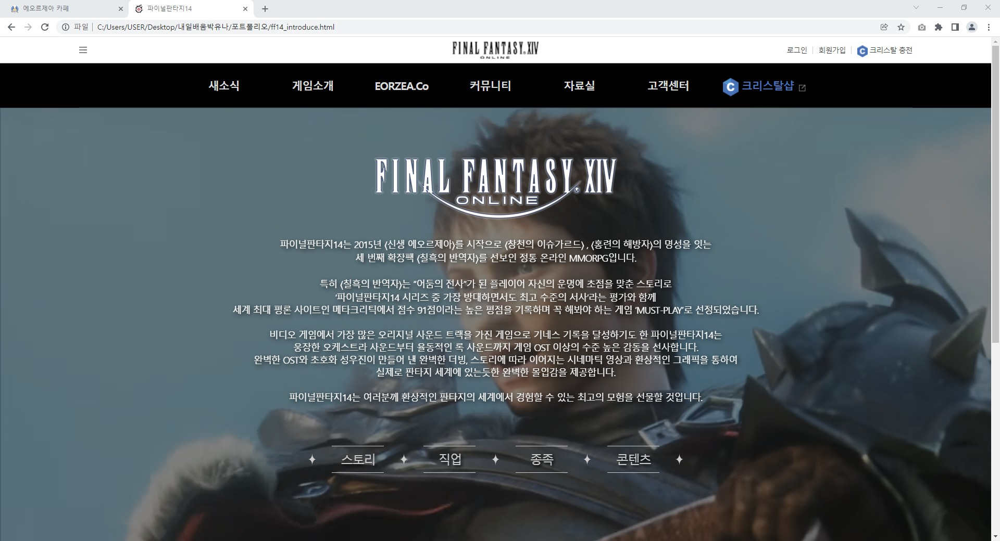 에오르제아 카페
파이널판타지14
파일
C:/Users/USER/Desktop/내일배움박유나/포트폴리오/ff14_introduce.html
FINAL FANTASY XIV
ONLINE
로그인
회원가입
C 크리스탈 충전
새소식
게임소개
EORZEA.Co
커뮤니티
자료실
고객센터
C 크리스탈샵
FINAL FANTASY® XIV
ONLINE
파이널판타지14는 2015년 <신생 에오르제아>를 시작으로 <창천의 이슈가르드> , <홍련의 해방자>의 명성을 잇는
세 번째 확장팩 <칠흑의 반역자>를 선보인 정통 온라인 MMORPG입니다.
특히 <칠흑의 반역자>는 “어둠의 전사”가 된 플레이어 자신의 운명에 초점을 맞춘 스토리로
‘파이널판타지14 시리즈 중 가장 방대하면서도 최고 수준의 서사’라는 평가와 함께
세계 최대 평론 사이트인 메타크리틱에서 점수 91점이라는 높은 평점을 기록하며 꼭 해봐야 하는 게임 ‘MUST-PLAY’로 선정되었습니다.
비디오 게임에서 가장 많은 오리지널 사운드 트랙을 가진 게임으로 기네스 기록을 달성하기도 한 파이널판타지14는
웅장한 오케스트라 사운드부터 율동적인 록 사운드까지 게임 OST 이상의 수준 높은 감동을 선사합니다.
완벽한 OST와 초호화 성우진이 만들어 낸 완벽한 더빙, 스토리에 따라 이어지는 시네마틱 영상과 환상적인 그래픽을 통하여
실제로 판타지 세계에 있는듯한 완벽한 몰입감을 제공합니다.
파이널판타지14는 여러분께 환상적인 판타지의 세계에서 경험할 수 있는 최고의 모험을 선물할 것입니다.
스토리
직업
종족
콘텐츠